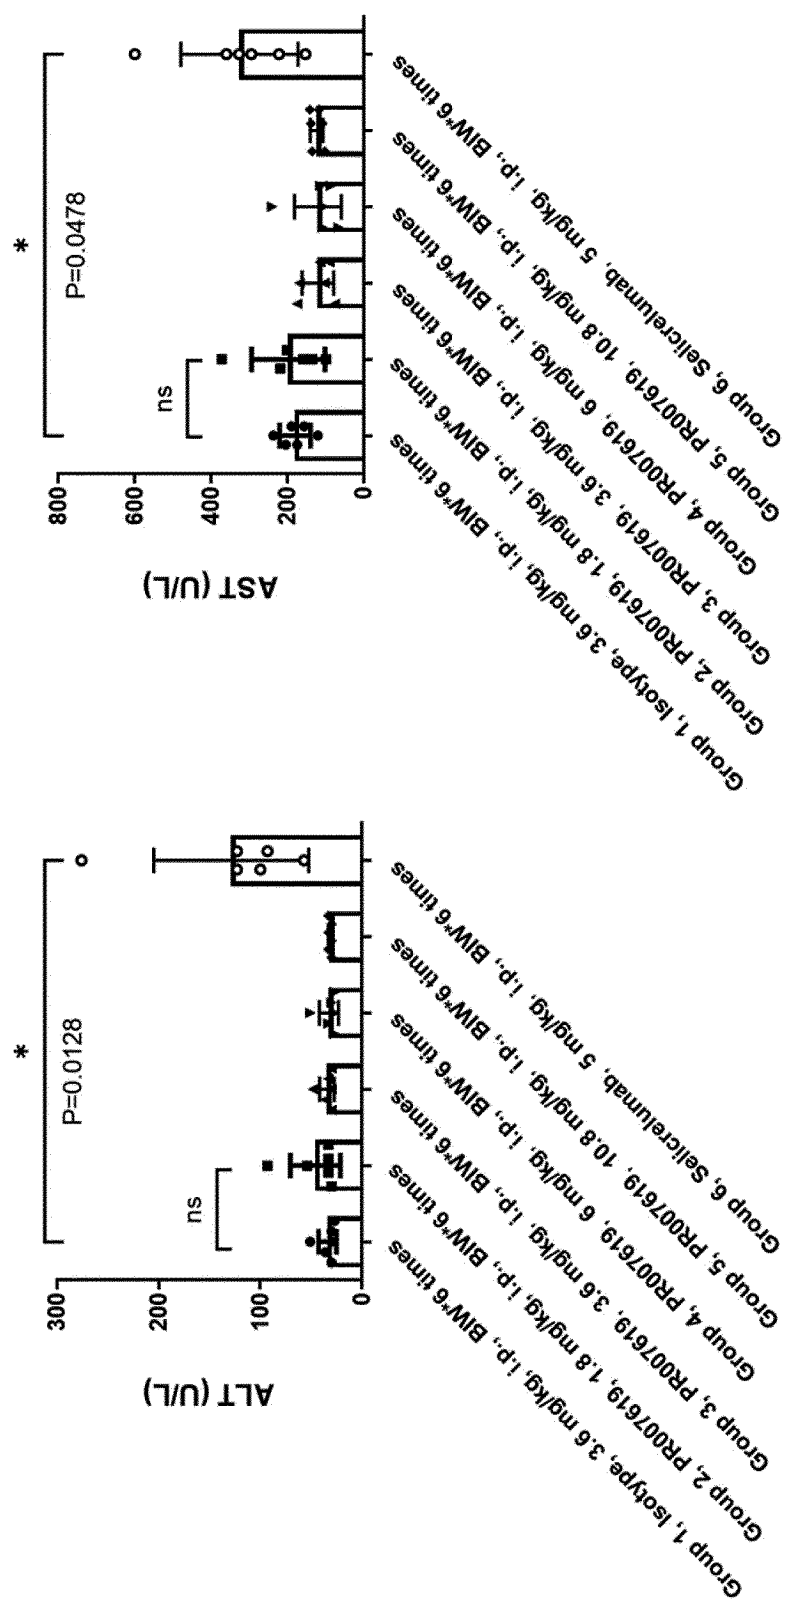 ALT (U/L)
300
200
100
0
*
P=0.0128
ns
Group 1, Isotype, 3.6 mg/kg, i.p., BIW*6 times
Group 2, PR007619, 1.8 mg/kg, i.p., BIW*6 times
Group 3, PR007619, 3.6 mg/kg, i.p., BIW*6 times
Group 4, PR007619, 6 mg/kg, i.p., BIW*6 times
Group 5, PR007619, 10.8 mg/kg, i.p., BIW*6 times
Group 6, Selicrelumab, 5 mg/kg, i.p., BIW*6 times
AST (U/L)
800
600
400
200
0
*
P=0.0478
ns
Group 1, Isotype, 3.6 mg/kg, i.p., BIW*6 times
Group 2, PR007619, 1.8 mg/kg, i.p., BIW*6 times
Group 3, PR007619, 3.6 mg/kg, i.p., BIW*6 times
Group 4, PR007619, 6 mg/kg, i.p., BIW*6 times
Group 5, PR007619, 10.8 mg/kg, i.p., BIW*6 times
Group 6, Selicrelumab, 5 mg/kg, i.p., BIW*6 times